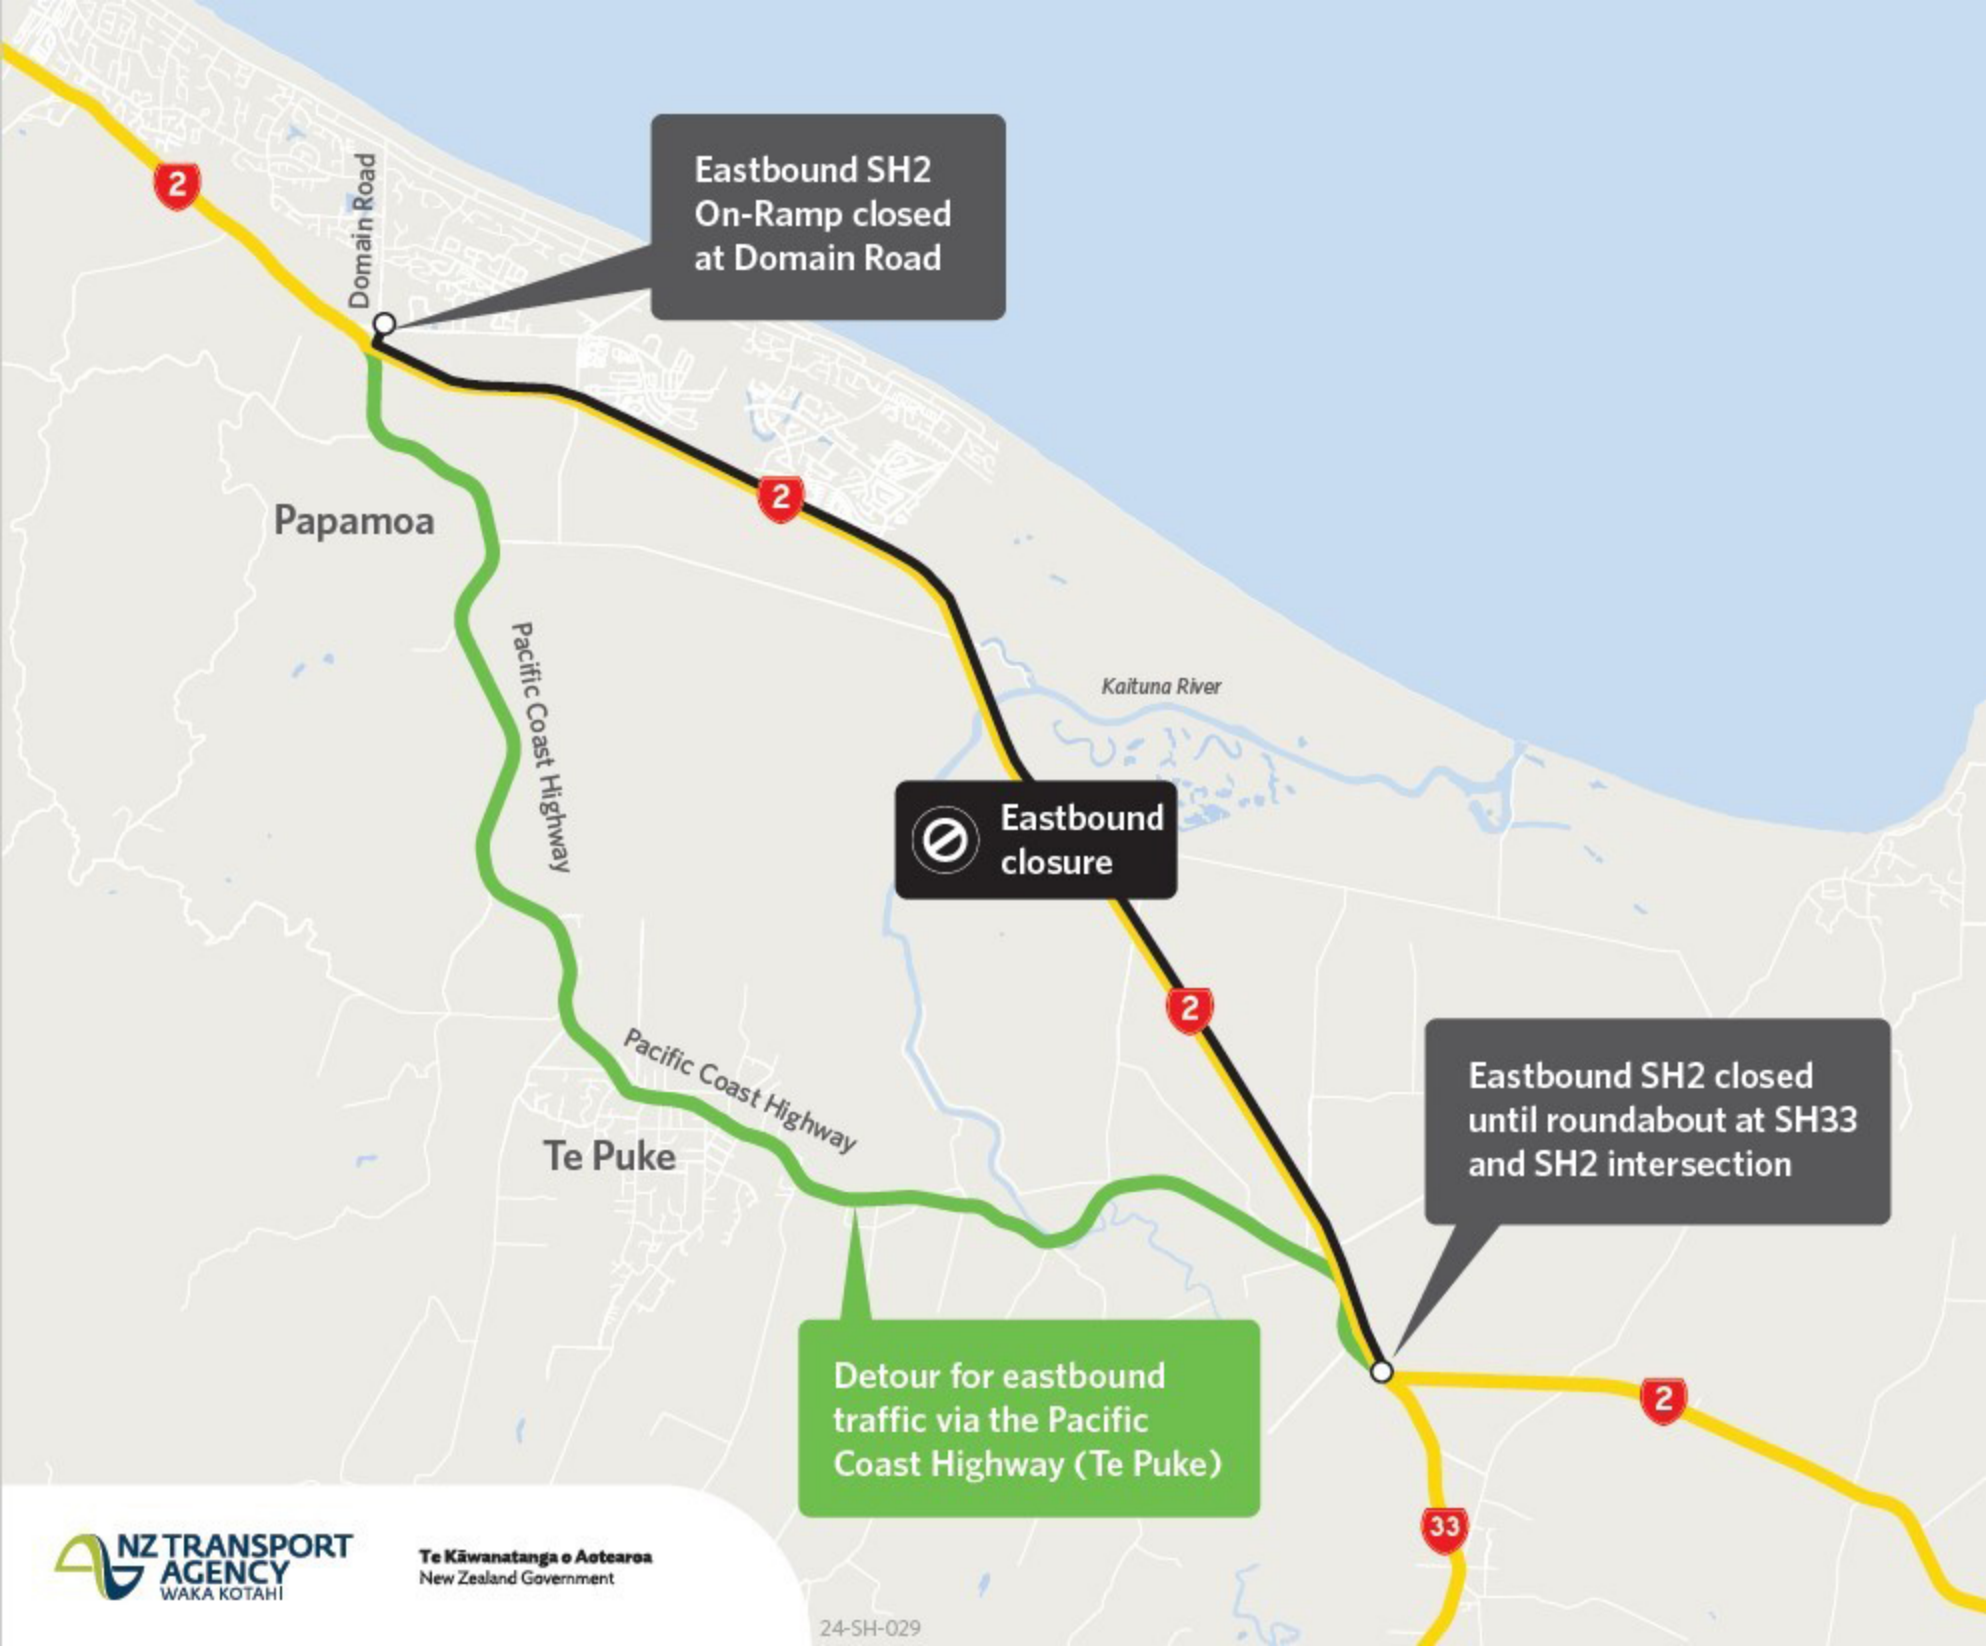 2
Domain Road
Eastbound SH2
On-Ramp closed
at Domain Road
2
Papamoa
Pacific Coast Highway
Kaituna River
Eastbound
closure
2
Pacific Coast Highway
Te Puke
Eastbound SH2 closed
until roundabout at SH33
and SH2 intersection
Detour for eastbound
traffic via the Pacific
Coast Highway (Te Puke)
2
33
NZ TRANSPORT
AGENCY
WAKA KOTAHI
Te Kāwanatanga o Aotearoa
New Zealand Government
24-SH-029